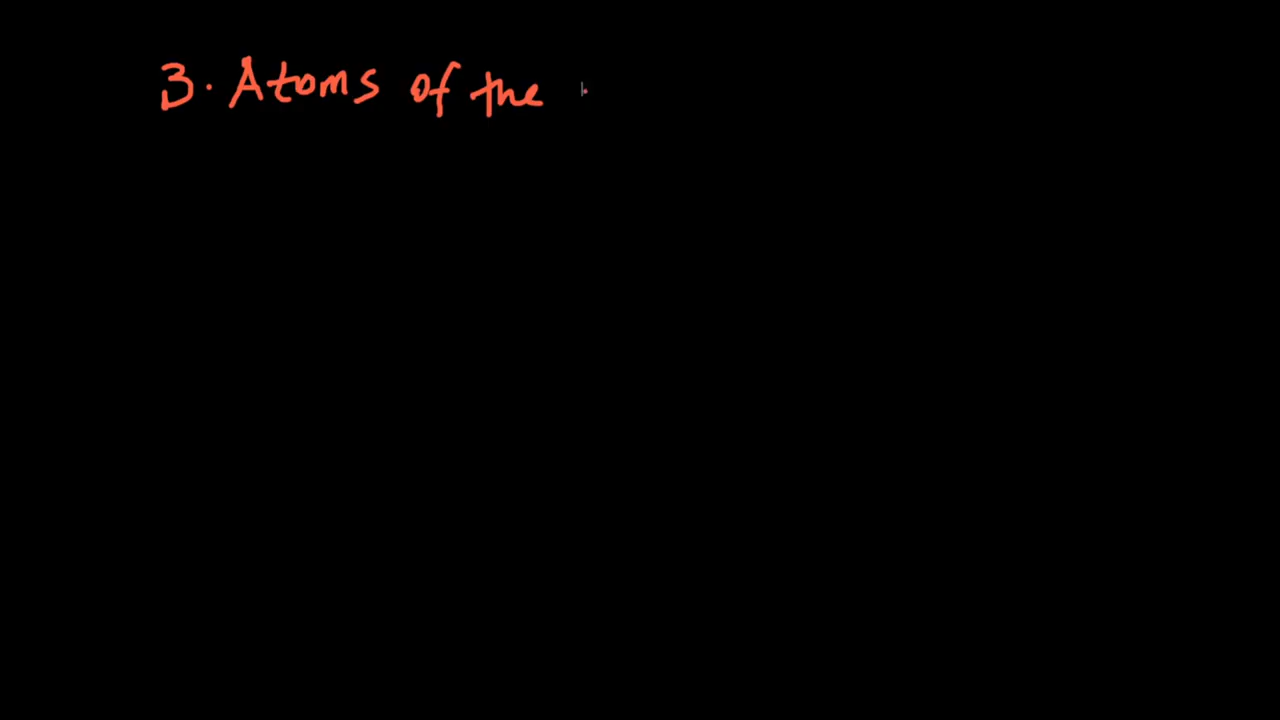 3. Atoms of the